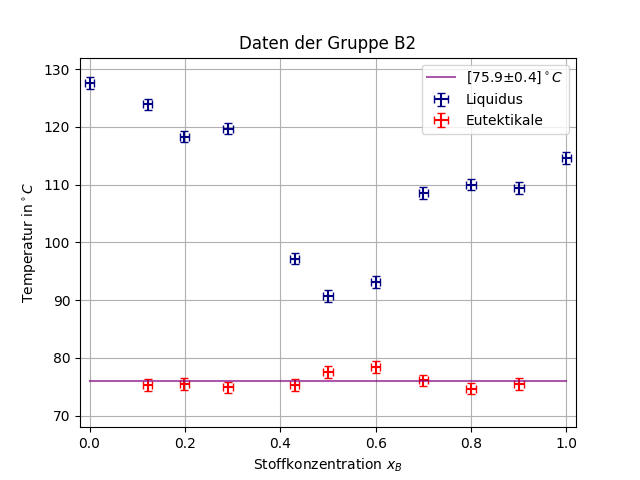 Daten der Gruppe B2
130
120
110
100
90
80
70
Temperatur in °C
[75.9±0.4]°C
Liquidus
Eutektikale
0.0 0.2 0.4 0.6 0.8 1.0
Stoffkonzentration x_B